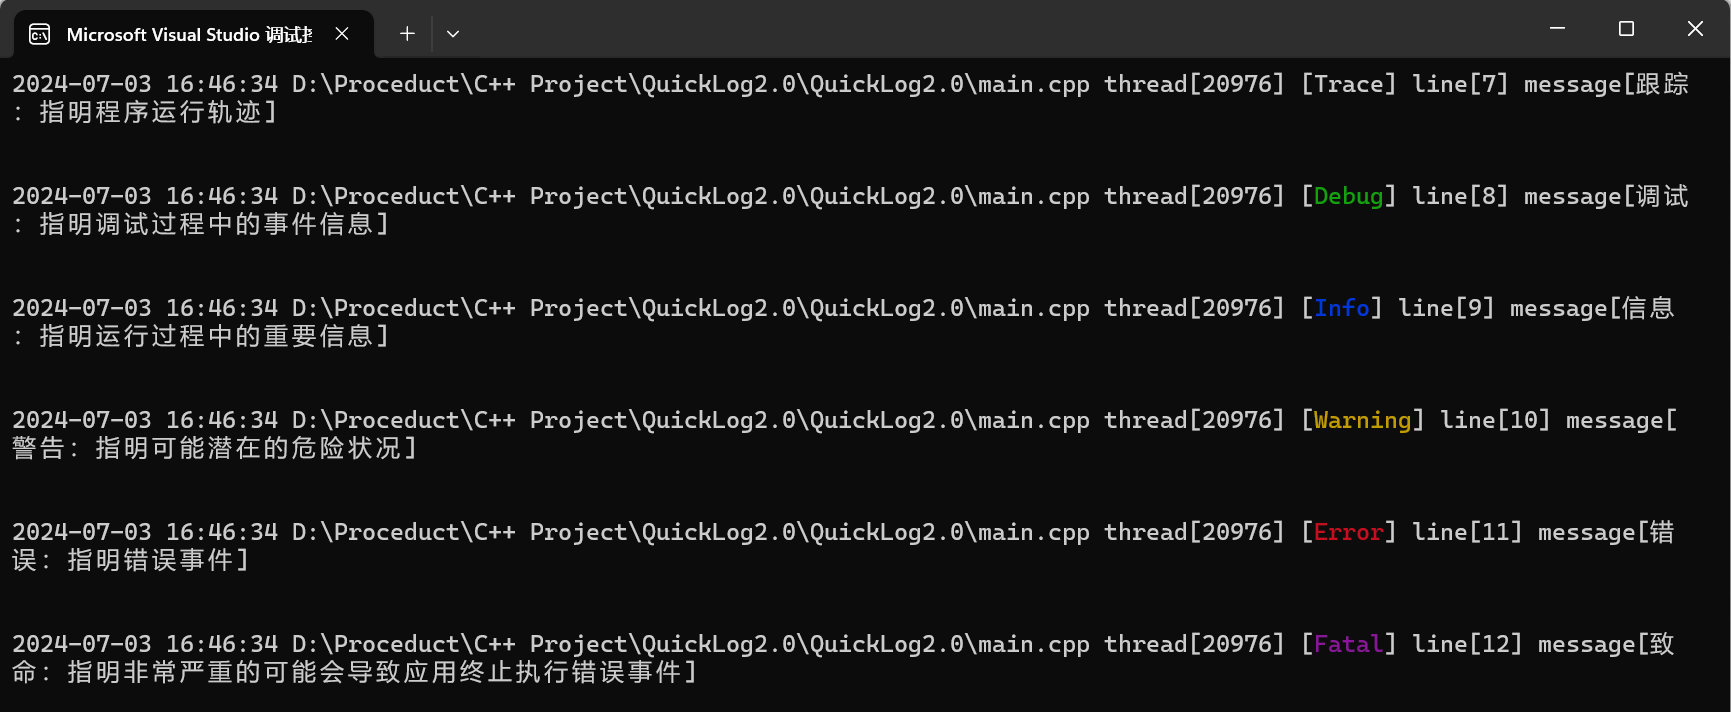 Microsoft Visual Studio 调试
2024-07-03 16:46:34 D:\Proceduct\C++ Project\QuickLog2.0\QuickLog2.0\main.cpp thread[20976] [Trace] line[7] message[跟踪
：指明程序运行轨迹]
2024-07-03 16:46:34 D:\Proceduct\C++ Project\QuickLog2.0\QuickLog2.0\main.cpp thread[20976] [Debug] line[8] message[调试
：指明调试过程中的事件信息]
2024-07-03 16:46:34 D:\Proceduct\C++ Project\QuickLog2.0\QuickLog2.0\main.cpp thread[20976] [Info] line[9] message[信息
：指明运行过程中的重要信息]
2024-07-03 16:46:34 D:\Proceduct\C++ Project\QuickLog2.0\QuickLog2.0\main.cpp thread[20976] [Warning] line[10] message[
警告：指明可能潜在的危险状况]
2024-07-03 16:46:34 D:\Proceduct\C++ Project\QuickLog2.0\QuickLog2.0\main.cpp thread[20976] [Error] line[11] message[错
误：指明错误事件]
2024-07-03 16:46:34 D:\Proceduct\C++ Project\QuickLog2.0\QuickLog2.0\main.cpp thread[20976] [Fatal] line[12] message[致
命：指明非常严重的可能会导致应用终止执行错误事件]